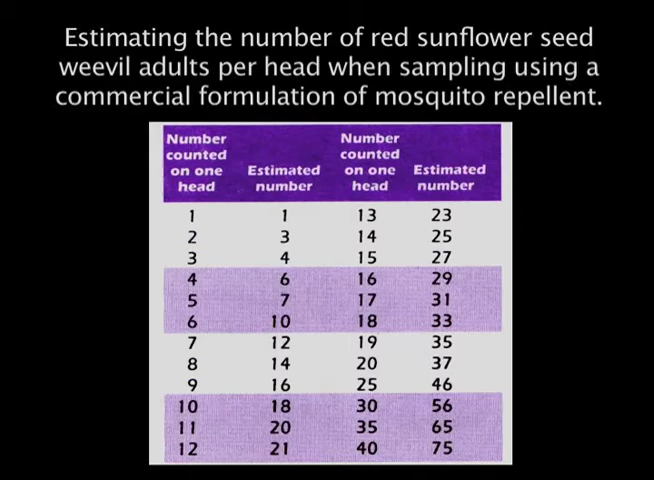 Estimating the number of red sunflower seed
weevil adults per head when sampling using a
commercial formulation of mosquito repellent.
Number counted on one head Estimated number Number counted on one head Estimated number
1 1 13 23
2 3 14 25
3 4 15 27
4 6 16 29
5 7 17 31
6 10 18 33
7 12 19 35
8 14 20 37
9 16 25 46
10 18 30 56
11 20 35 65
12 21 40 75